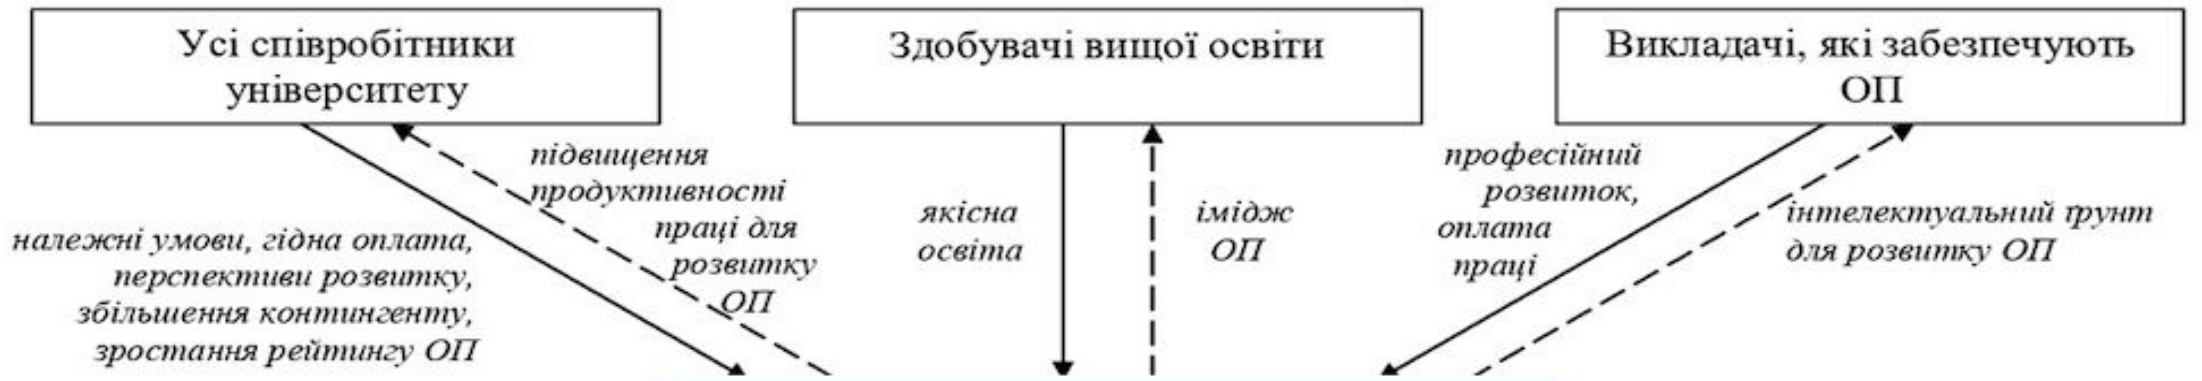 Усі співробітники
університету
Здобувачі вищої освіти
Викладачі, які забезпечують
ОП
належні умови, гідна оплата,
перспективи розвитку,
збільшення контингенту,
зростання рейтингу ОП
підвищення
продуктивності
праці для
розвитку
ОП
якісна
освіта
імідж
ОП
професійний
розвиток,
оплата
праці
інтелектуальний ґрунт
для розвитку ОП